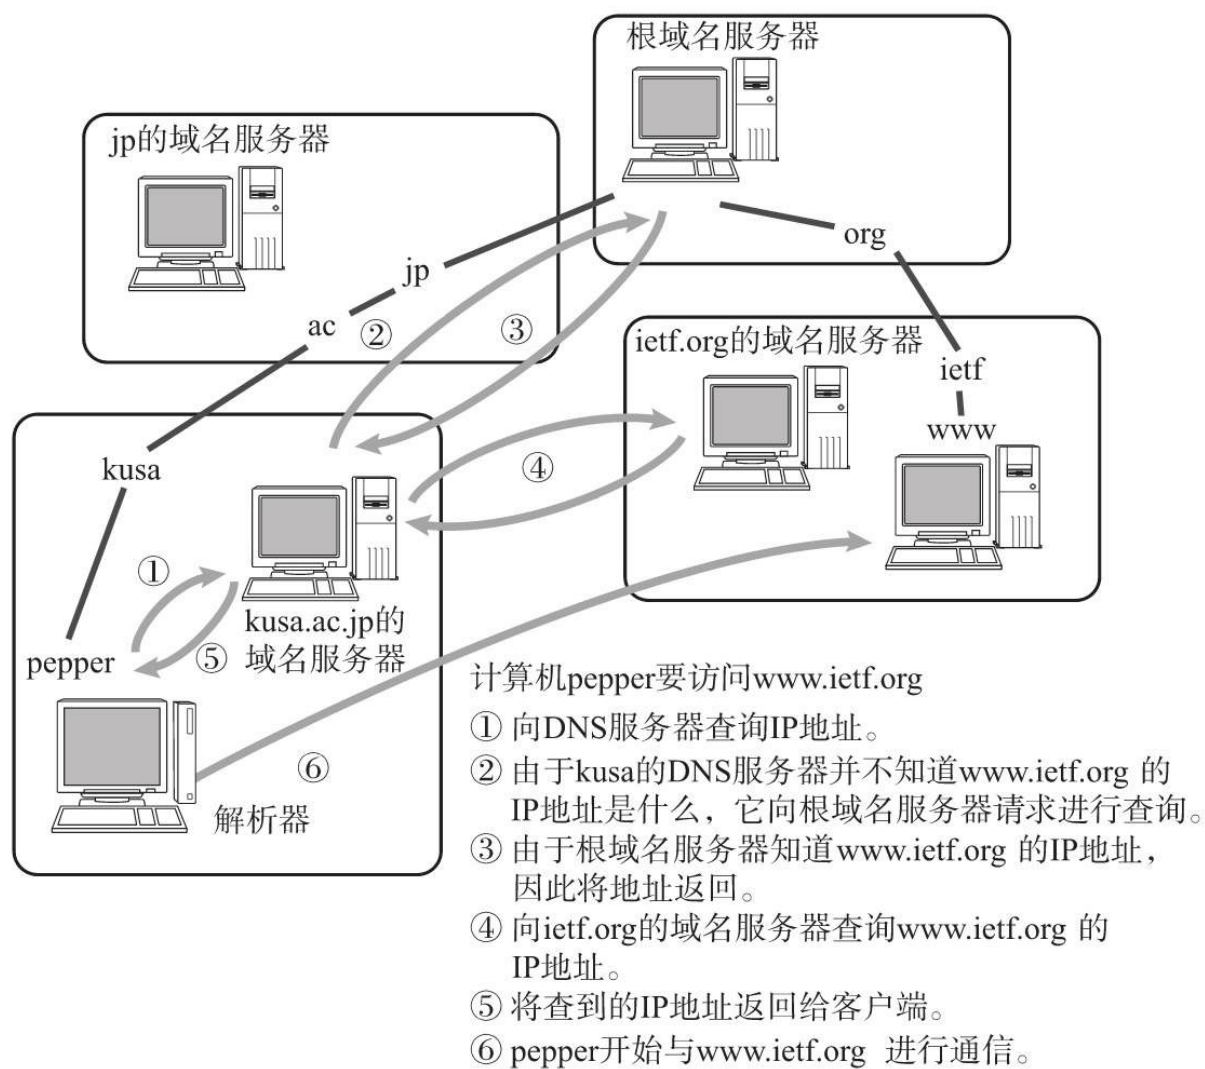 根域名服务器
jp的域名服务器
org
jp
ac
②
③
ietf.org的域名服务器
ietf
www
④
kusa
①
kusa.ac.jp的
域名服务器
⑤
pepper
⑥
解析器
计算机pepper要访问www.ietf.org
① 向DNS服务器查询IP地址。
② 由于kusa的DNS服务器并不知道www.ietf.org 的
IP地址是什么，它向根域名服务器请求进行查询。
③ 由于根域名服务器知道www.ietf.org 的IP地址，
因此将地址返回。
④ 向ietf.org的域名服务器查询www.ietf.org 的
IP地址。
⑤ 将查到的IP地址返回给客户端。
⑥ pepper开始与www.ietf.org 进行通信。